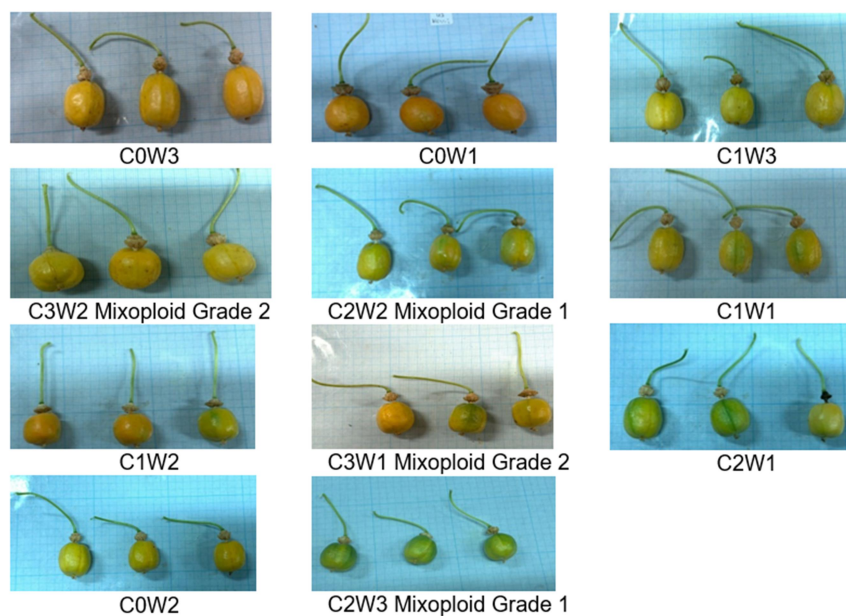 C0W3
C0W1
C1W3
C3W2 Mixoploid Grade 2
C2W2 Mixoploid Grade 1
C1W1
C1W2
C3W1 Mixoploid Grade 2
C2W1
C0W2
C2W3 Mixoploid Grade 1